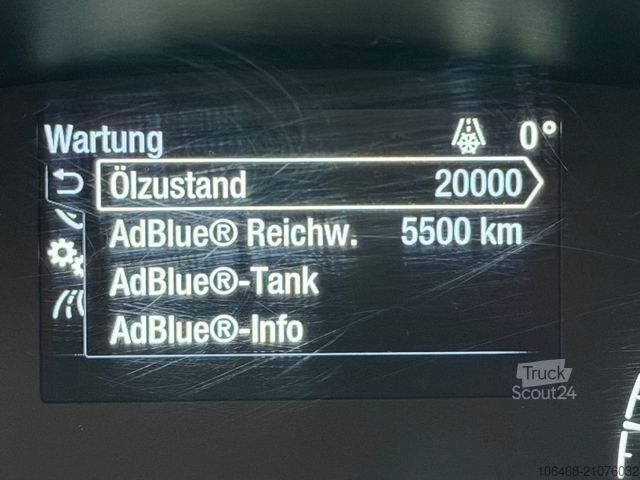 Wartung 0°
Ölzustand 20000
AdBlue® Reichw. 5500 km
AdBlue®-Tank
AdBlue®-Info
Truck
Scout24
106468-21076032